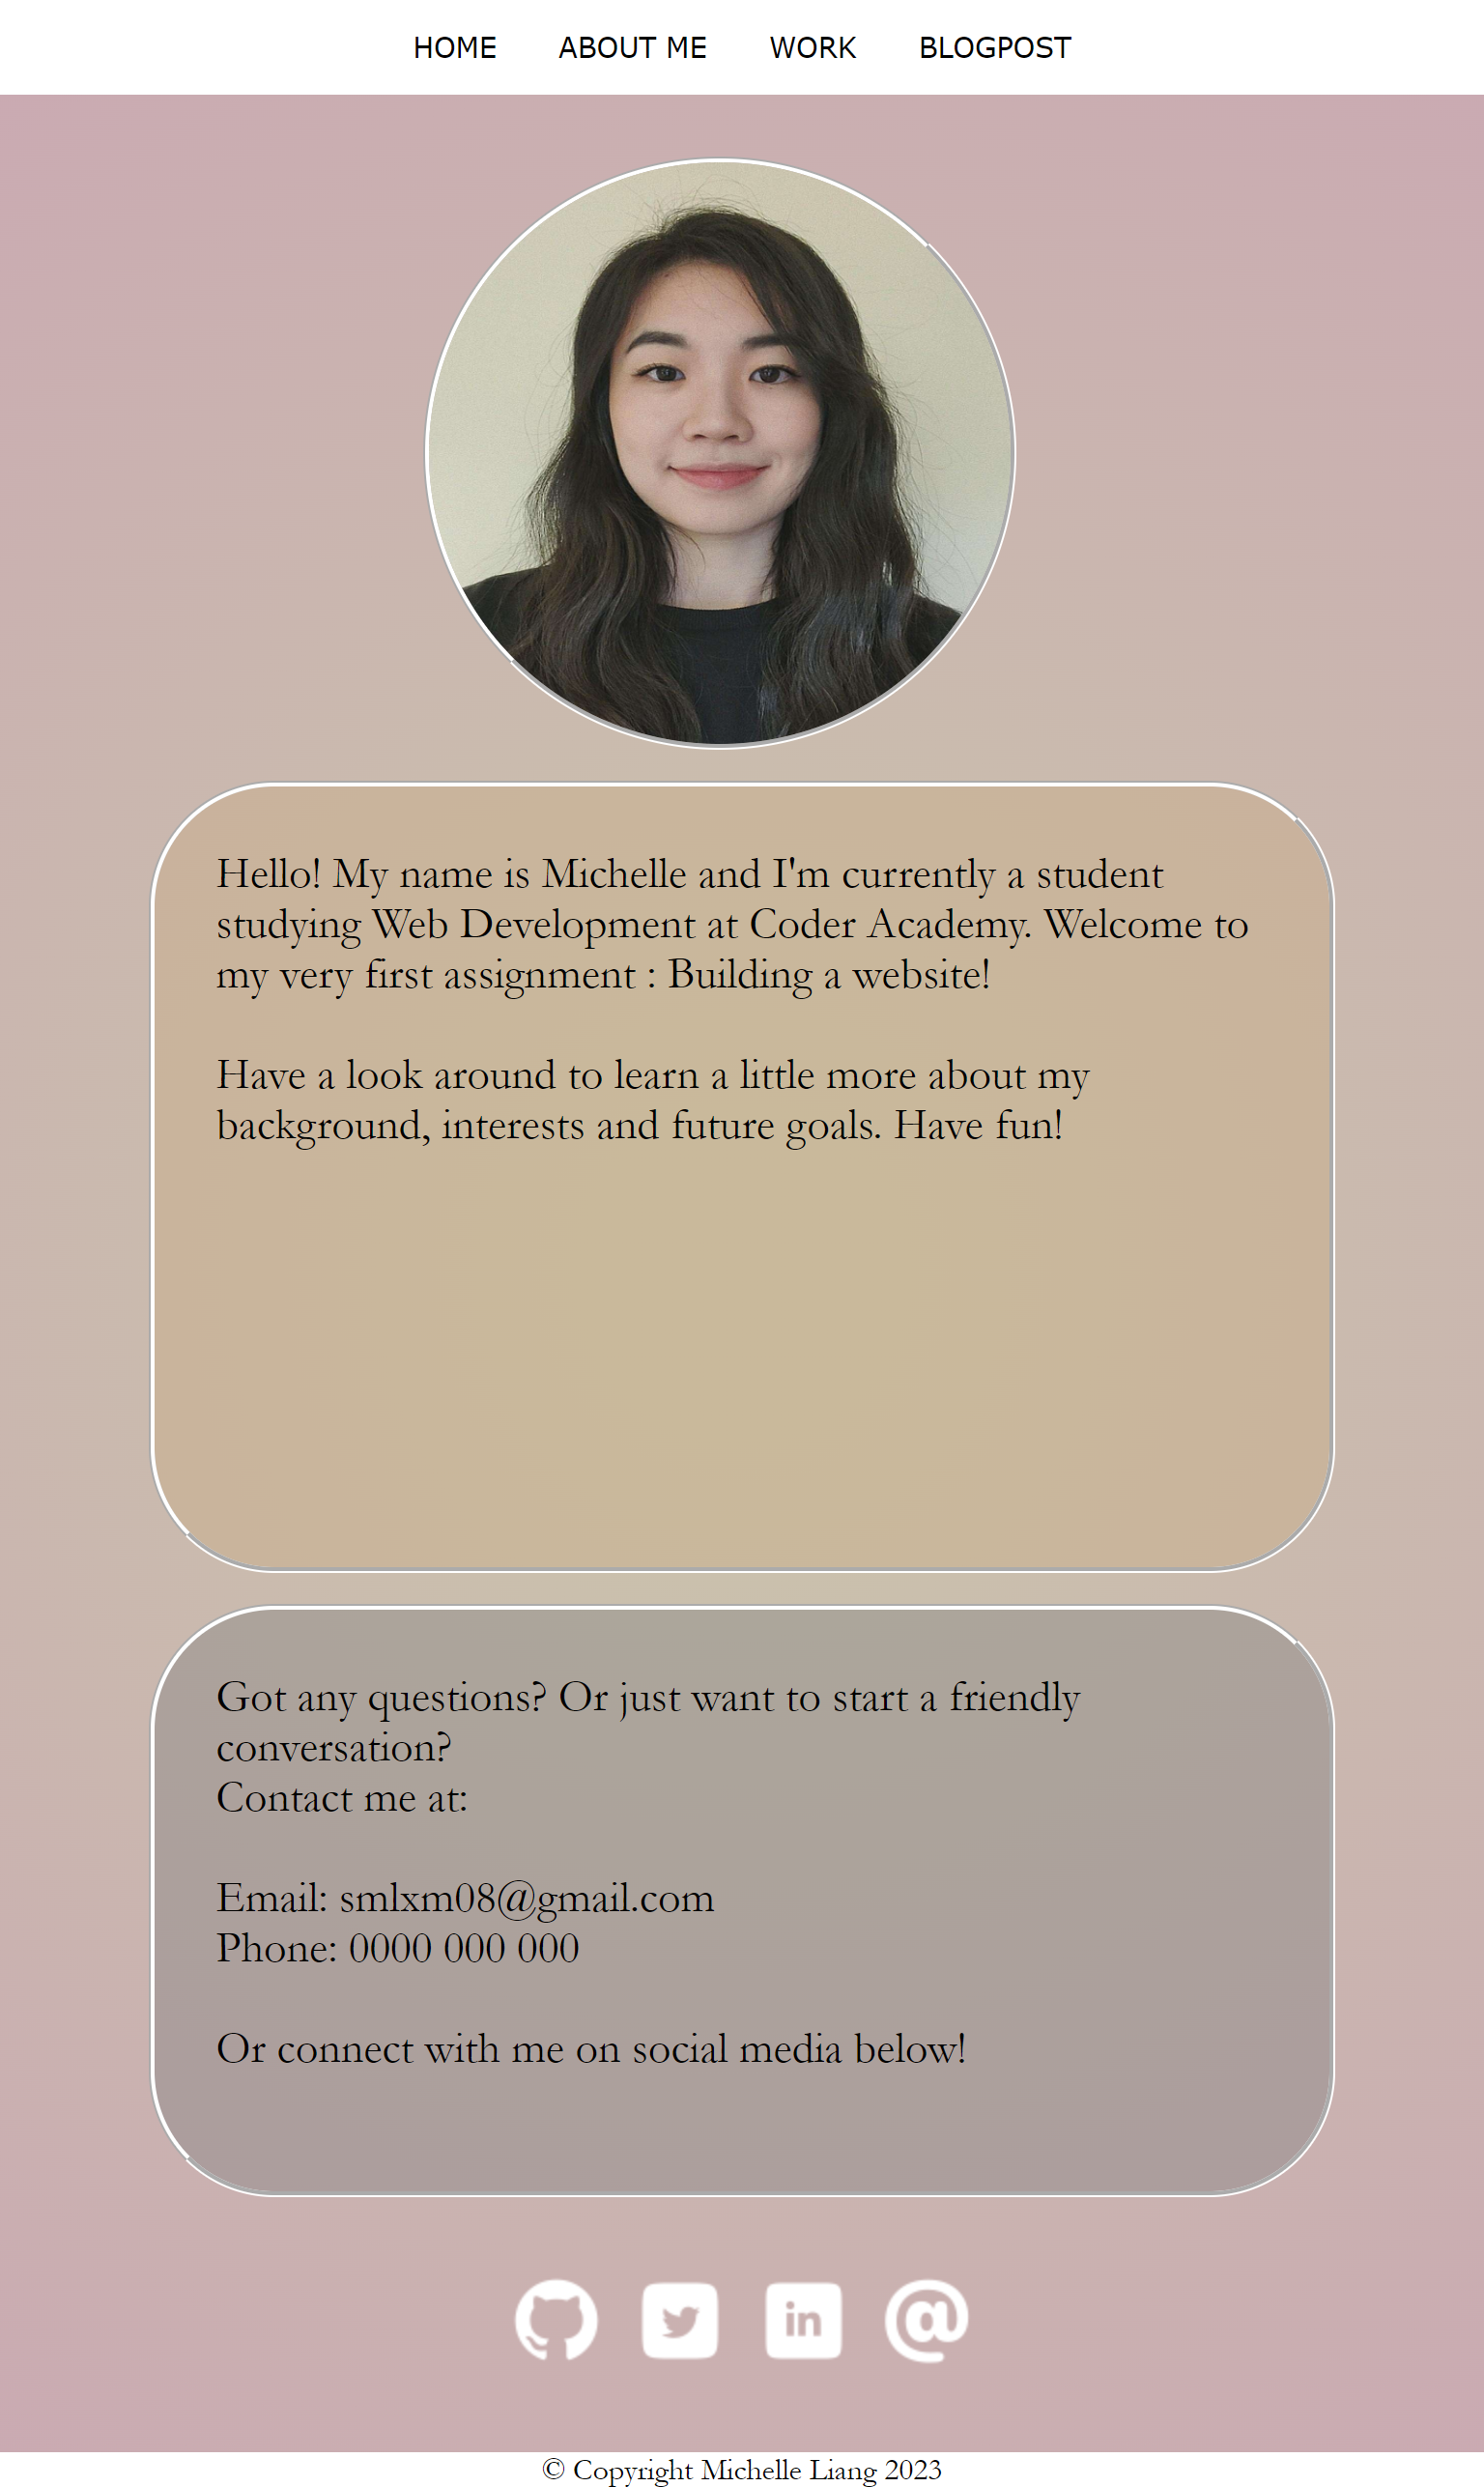 HOME ABOUT ME WORK BLOGPOST
Hello! My name is Michelle and I'm currently a student
studying Web Development at Coder Academy. Welcome to
my very first assignment : Building a website!
Have a look around to learn a little more about my
background, interests and future goals. Have fun!
Got any questions? Or just want to start a friendly
conversation?
Contact me at:
Email: smlxm08@gmail.com
Phone: 0000 000 000
Or connect with me on social media below!
in @
© Copyright Michelle Liang 2023